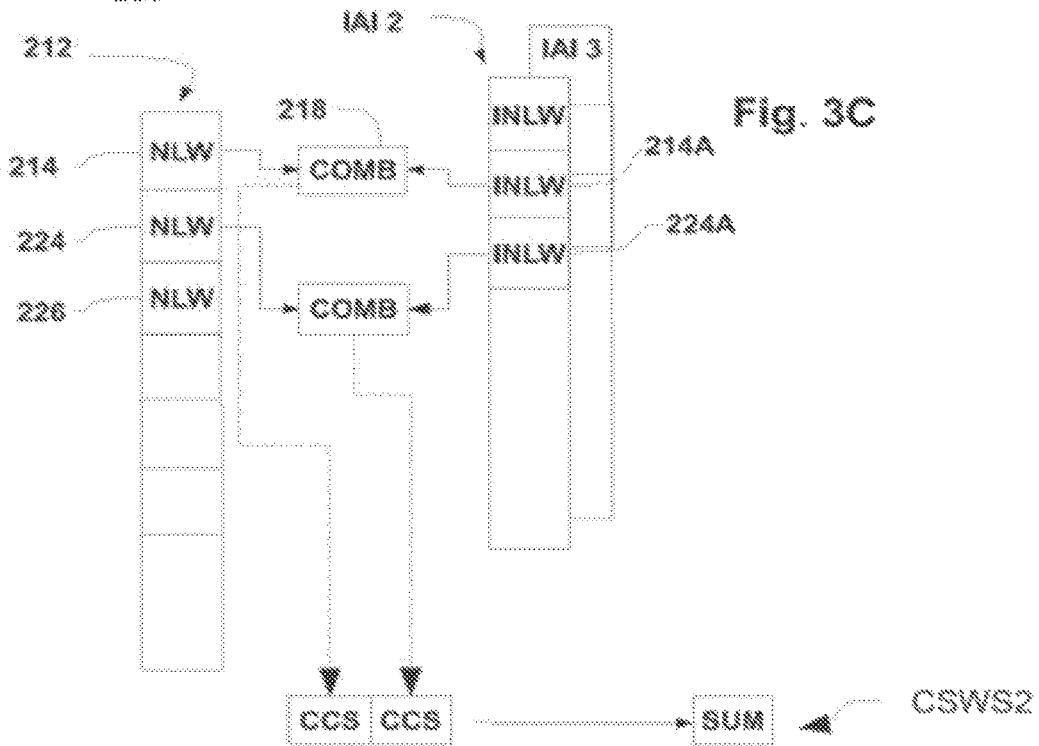 212
IAI 2
IAI 3
Fig. 3C
218
INLW
214
NLW
COMB
INLW
214A
224
NLW
INLW
224A
226
NLW
COMB
CCS CCS
SUM
CSWS2